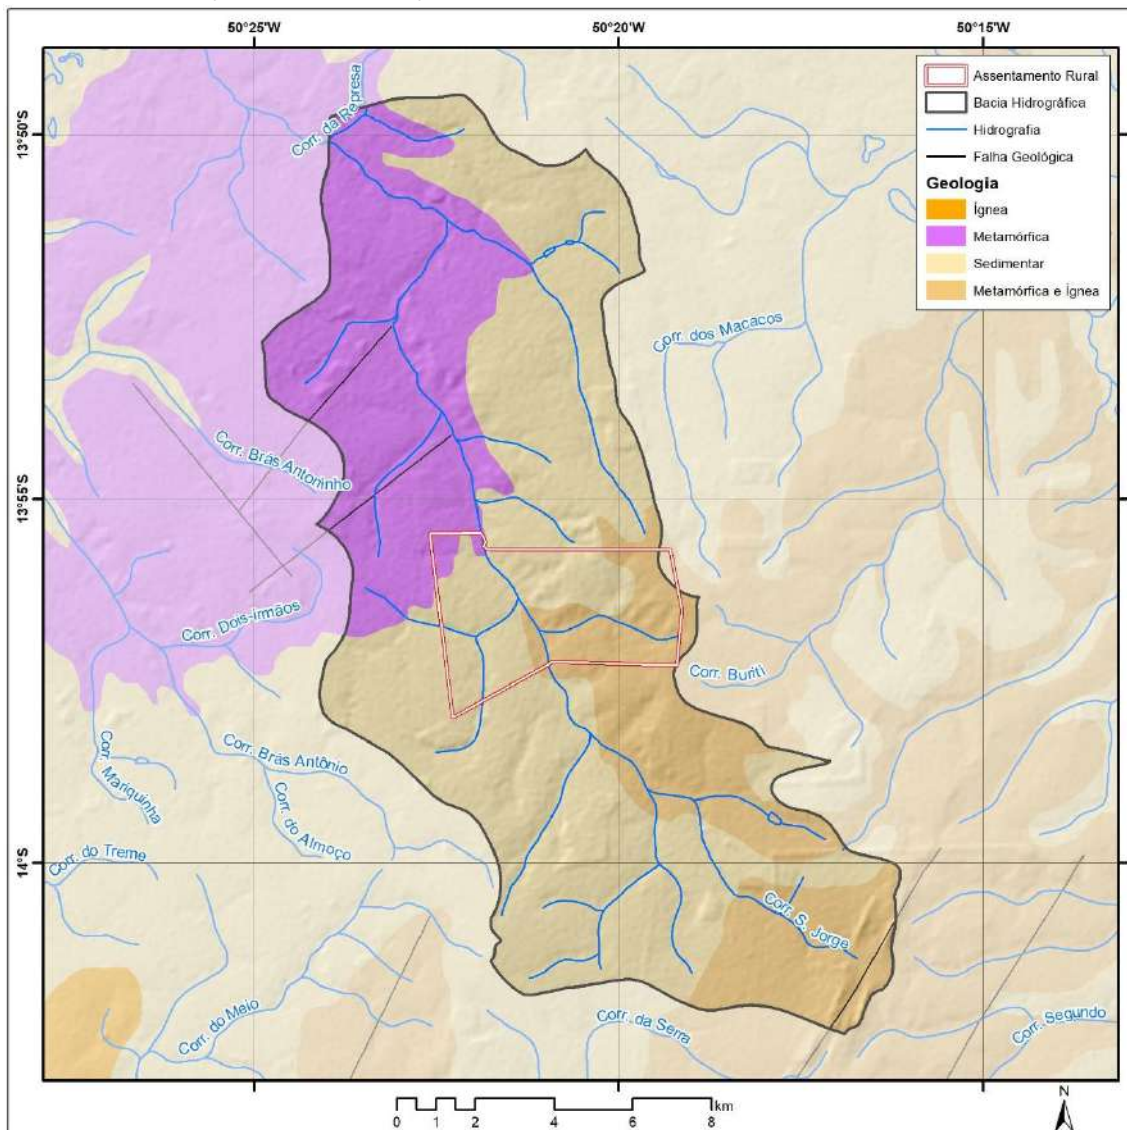 50°25'W
50°20'W
50°15'W
13°50'S
13°55'S
14°S
Assentamento Rural
Bacia Hidrográfica
Hidrografia
Falha Geológica
Geologia
Ígnea
Metamórfica
Sedimentar
Metamórfica e Ígnea
Corr. da Represa
Corr. dos Macacos
Corr. Brás Antoninho
Corr. Dois-irmãos
Corr. Buriti
Corr. Mariquinha
Corr. Brás Antônio
Corr. do Almoço
Corr. do Treme
Corr. S. Jorge
Corr. do Meio
Corr. da Serra
Corr. Segundo
0 1 2 4 6 8 km
N